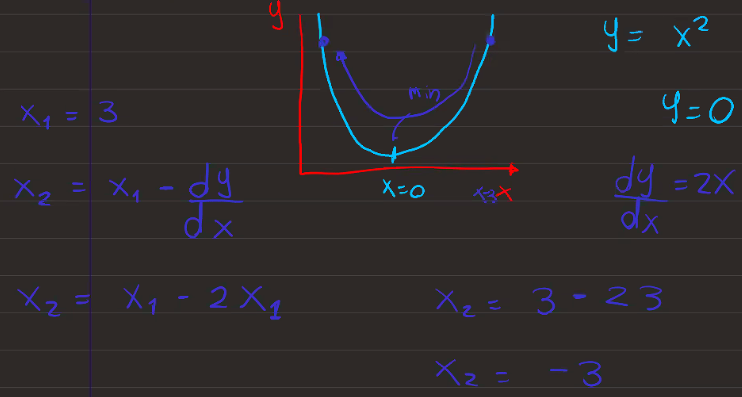 y
y = x²
min
y = 0
x₁ = 3
x = 0
x=3 x
x₂ = x₁ - dy/dx
dy/dx = 2x
x₂ = x₁ - 2x₁
x₂ = 3 - 23
x₂ = -3